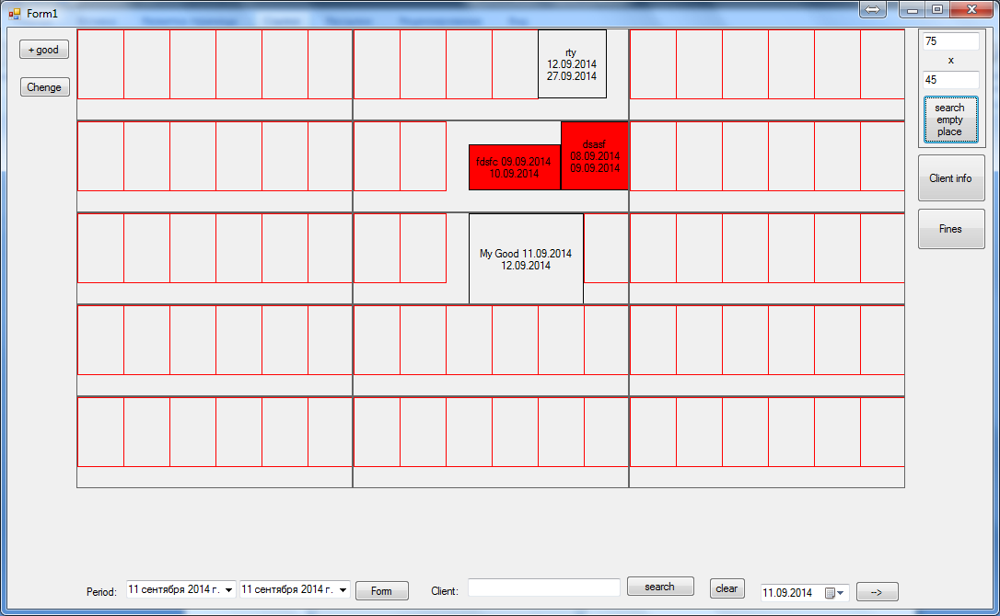 Form1
+ good
Chenge
rty
12.09.2014
27.09.2014
fdsfc 09.09.2014
10.09.2014
dsasf
08.09.2014
09.09.2014
My Good 11.09.2014
12.09.2014
75
x
45
search
empty
place
Client info
Fines
Period:
11 сентября 2014 г.
11 сентября 2014 г.
Form
Client:
search
clear
11.09.2014
-->